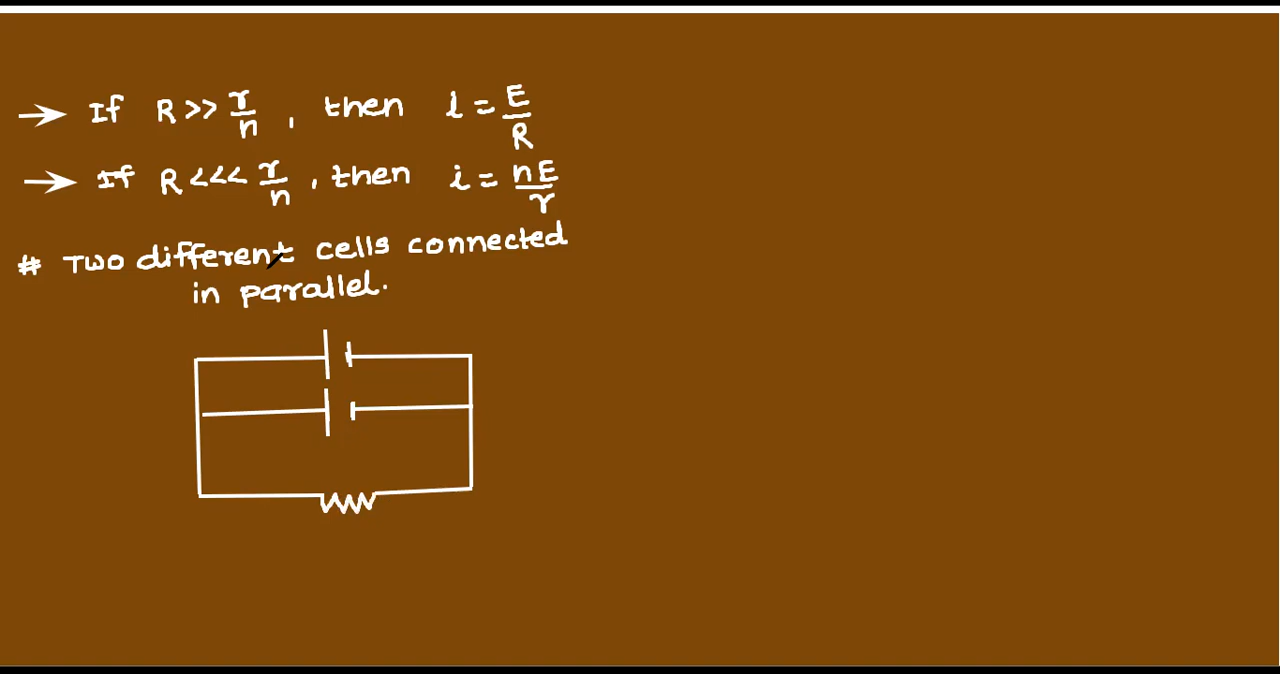 → If R >> r/n, then i = E/R
→ If R <<< r/n, then i = nE/r
# Two different cells connected
in parallel.